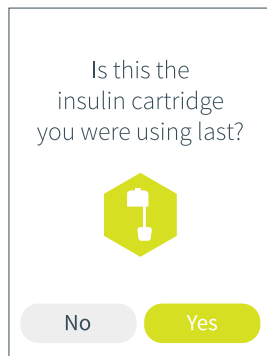 Is this the
insulin cartridge
you were using last?
No
Yes